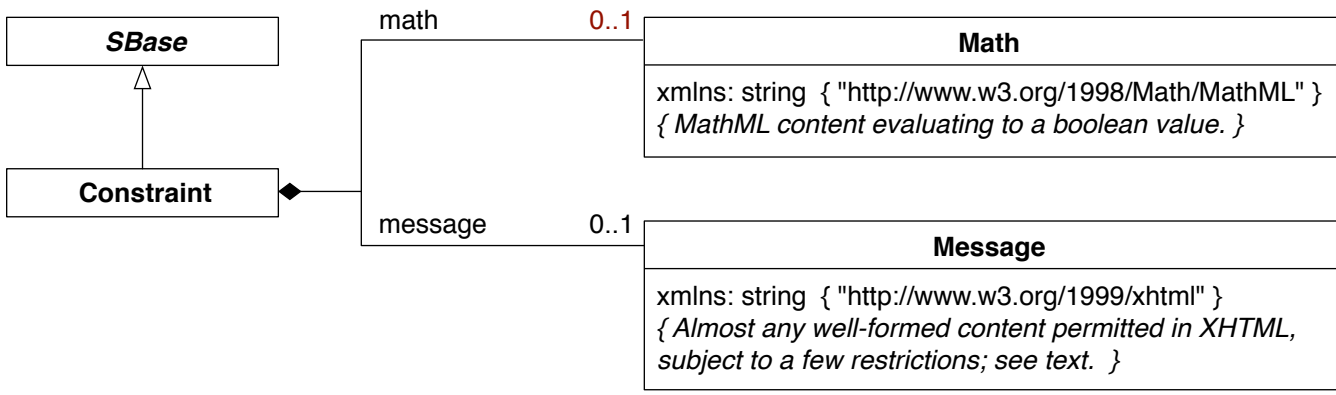 SBase
Constraint
math 0..1
Math
xmlns: string { "http://www.w3.org/1998/Math/MathML" }
{ MathML content evaluating to a boolean value. }
message 0..1
Message
xmlns: string { "http://www.w3.org/1999/xhtml" }
{ Almost any well-formed content permitted in XHTML,
subject to a few restrictions; see text. }